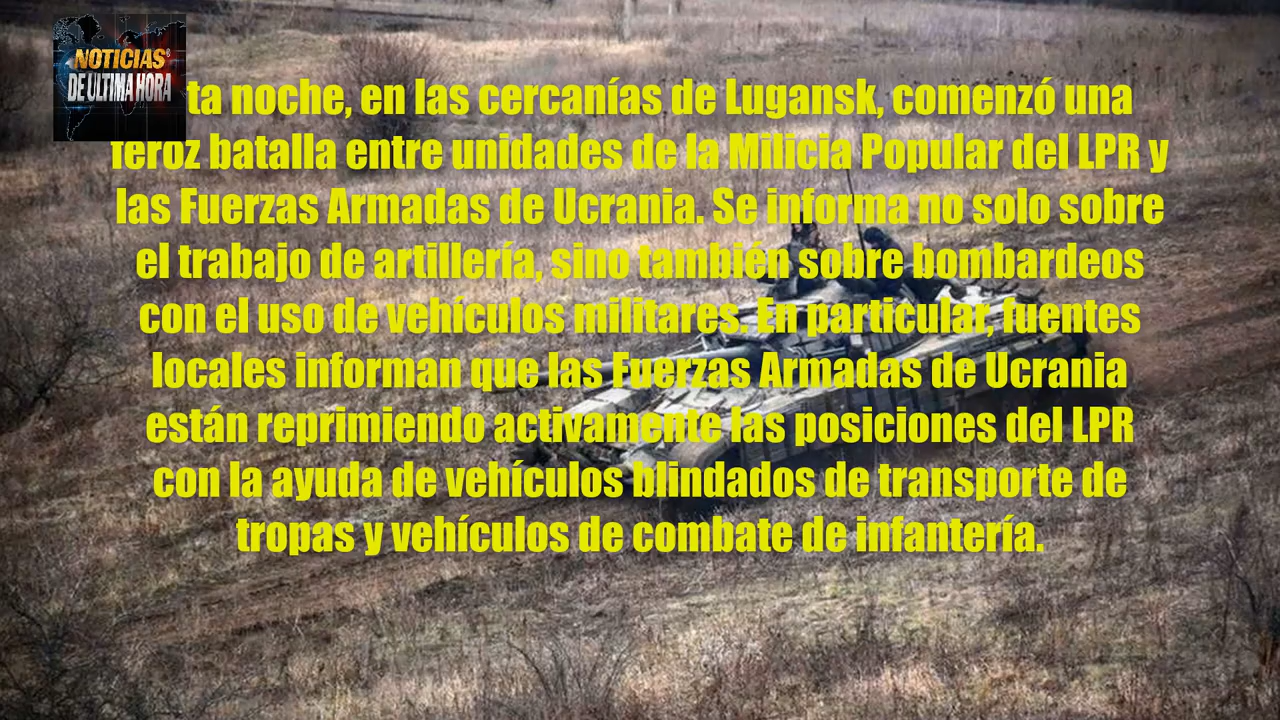 NOTICIAS
DE ULTIMA HORA
ta noche, en las cercanías de Lugansk, comenzó una
feroz batalla entre unidades de la Milicia Popular del LPR y
las Fuerzas Armadas de Ucrania. Se informa no solo sobre
el trabajo de artillería, sino también sobre bombardeos
con el uso de vehículos militares. En particular, fuentes
locales informan que las Fuerzas Armadas de Ucrania
están reprimiendo activamente las posiciones del LPR
con la ayuda de vehículos blindados de transporte de
tropas y vehículos de combate de infantería.